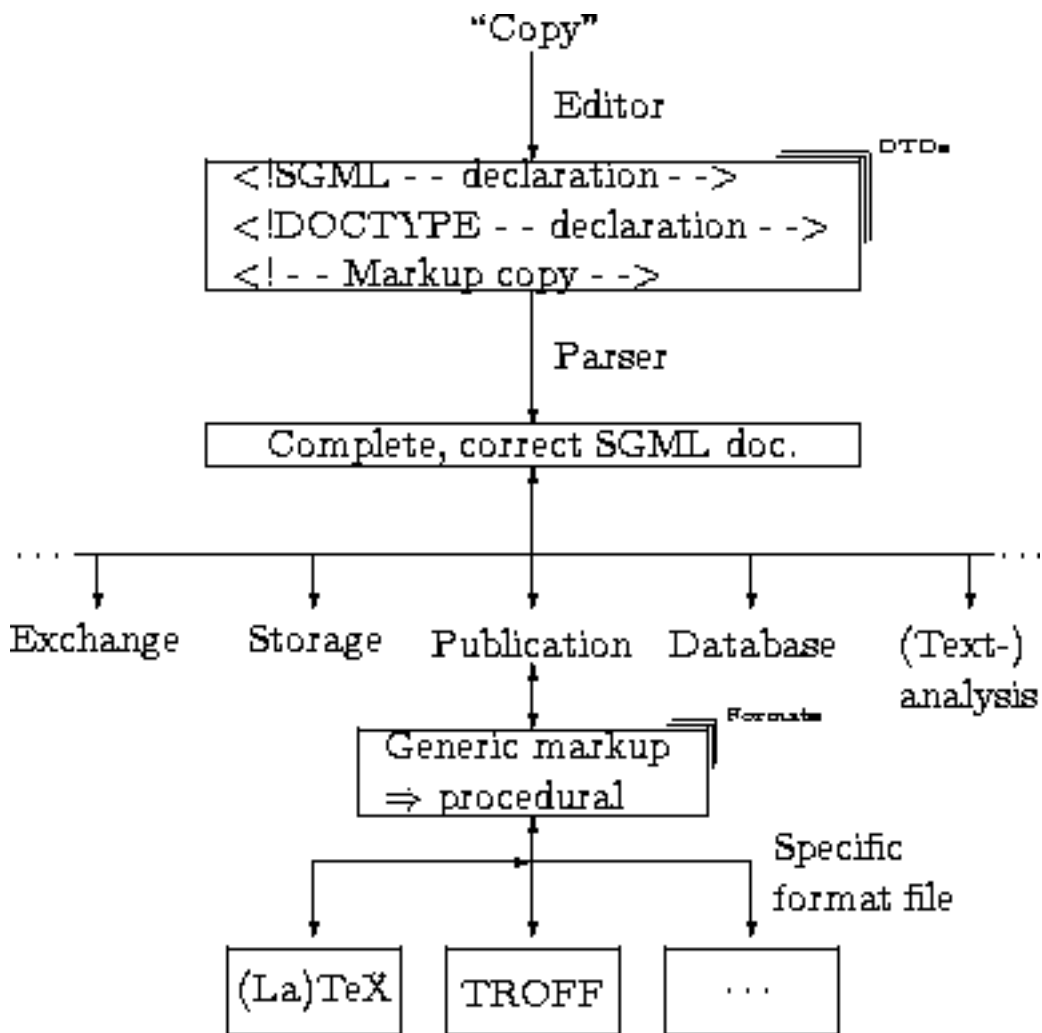 “Copy”
Editor
DTDs
<!SGML - - declaration - ->
<!DOCTYPE - - declaration - ->
<! - - Markup copy - ->
Parser
Complete, correct SGML doc.
· · · · · ·
Exchange Storage Publication Database (Text-)
analysis
Formats
Generic markup
⇒ procedural
Specific
format file
(La)TeX TROFF · · ·